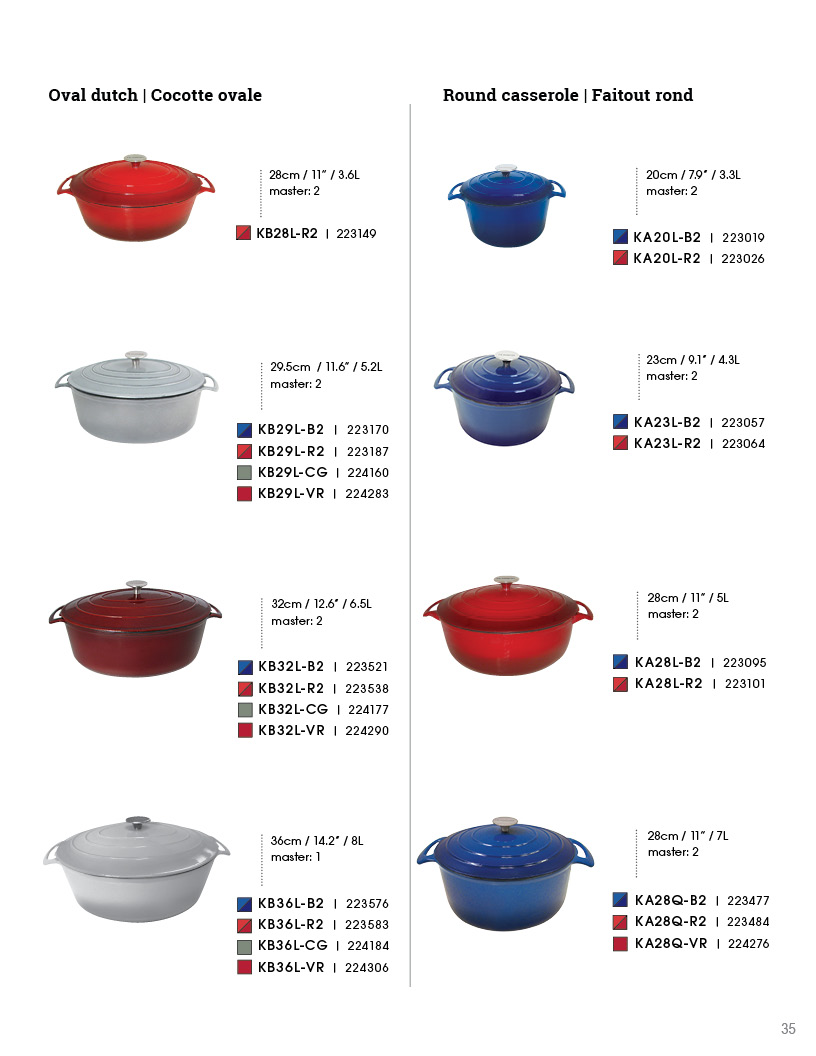 Oval dutch | Cocotte ovale
28cm / 11” / 3.6L
master: 2
KB28L-R2 | 223149
29.5cm / 11.6” / 5.2L
master: 2
KB29L-B2 | 223170
KB29L-R2 | 223187
KB29L-CG | 224160
KB29L-VR | 224283
32cm / 12.6” / 6.5L
master: 2
KB32L-B2 | 223521
KB32L-R2 | 223538
KB32L-CG | 224177
KB32L-VR | 224290
36cm / 14.2” / 8L
master: 1
KB36L-B2 | 223576
KB36L-R2 | 223583
KB36L-CG | 224184
KB36L-VR | 224306
Round casserole | Faitout rond
20cm / 7.9” / 3.3L
master: 2
KA20L-B2 | 223019
KA20L-R2 | 223026
23cm / 9.1” / 4.3L
master: 2
KA23L-B2 | 223057
KA23L-R2 | 223064
28cm / 11” / 5L
master: 2
KA28L-B2 | 223095
KA28L-R2 | 223101
28cm / 11” / 7L
master: 2
KA28Q-B2 | 223477
KA28Q-R2 | 223484
KA28Q-VR | 224276
35